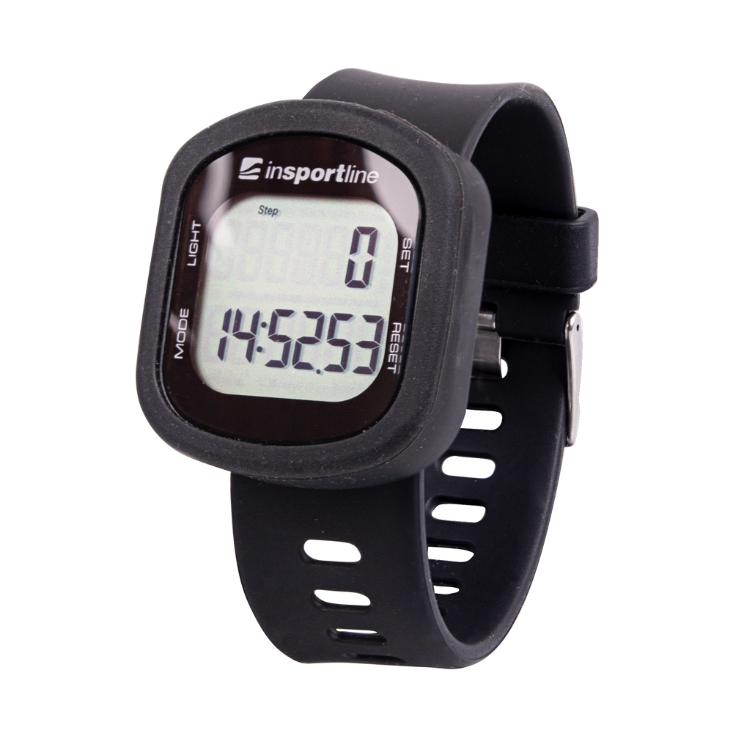 insportline
Step
0
14:52.53
LIGHT
MODE
SET
RESET